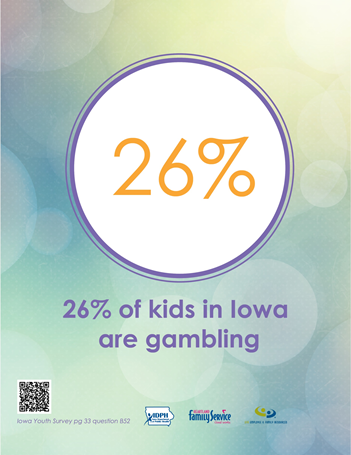 26%
26% of kids in Iowa
are gambling
Iowa Youth Survey pg 33 question B52
IDPH
Family Service